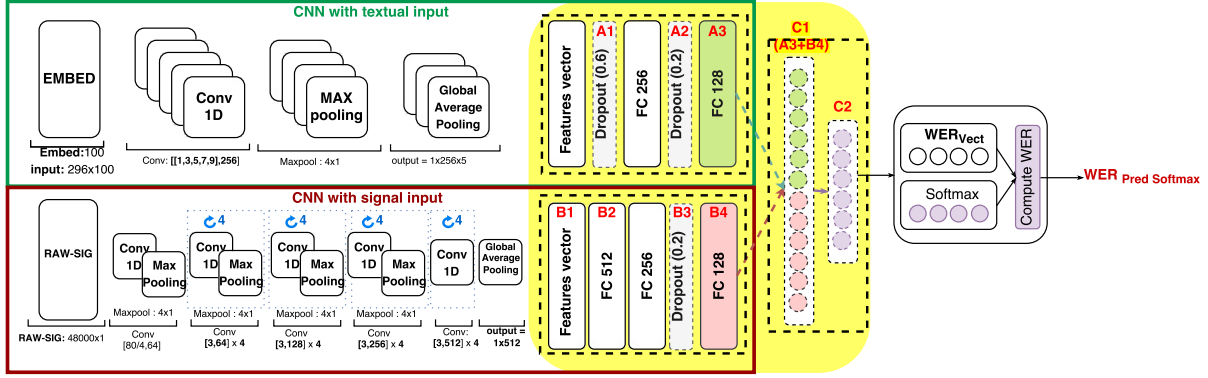 CNN with textual input
EMBED
Embed:100
input: 296x100
Conv
1D
Conv: [[1,3,5,7,9],256]
MAX
pooling
Maxpool : 4x1
Global
Average
Pooling
output = 1x256x5
Features vector
A1
Dropout (0.6)
FC 256
A2
Dropout (0.2)
A3
FC 128
CNN with signal input
RAW-SIG
RAW-SIG: 48000x1
Conv
1D
Max
Pooling
Maxpool : 4x1
Conv
[80/4,64]
4
Conv
1D
Max
Pooling
Maxpool : 4x1
Conv
[3,64] x 4
4
Conv
1D
Max
Pooling
Maxpool : 4x1
Conv
[3,128] x 4
4
Conv
1D
Max
Pooling
Maxpool : 4x1
Conv
[3,256] x 4
4
Conv
1D
Conv:
[3,512] x 4
Global
Average
Pooling
output =
1x512
B1
Features vector
B2
FC 512
FC 256
B3
Dropout (0.2)
B4
FC 128
C1
(A3+B4)
C2
WERVect
Softmax
Compute WER
WER Pred Softmax